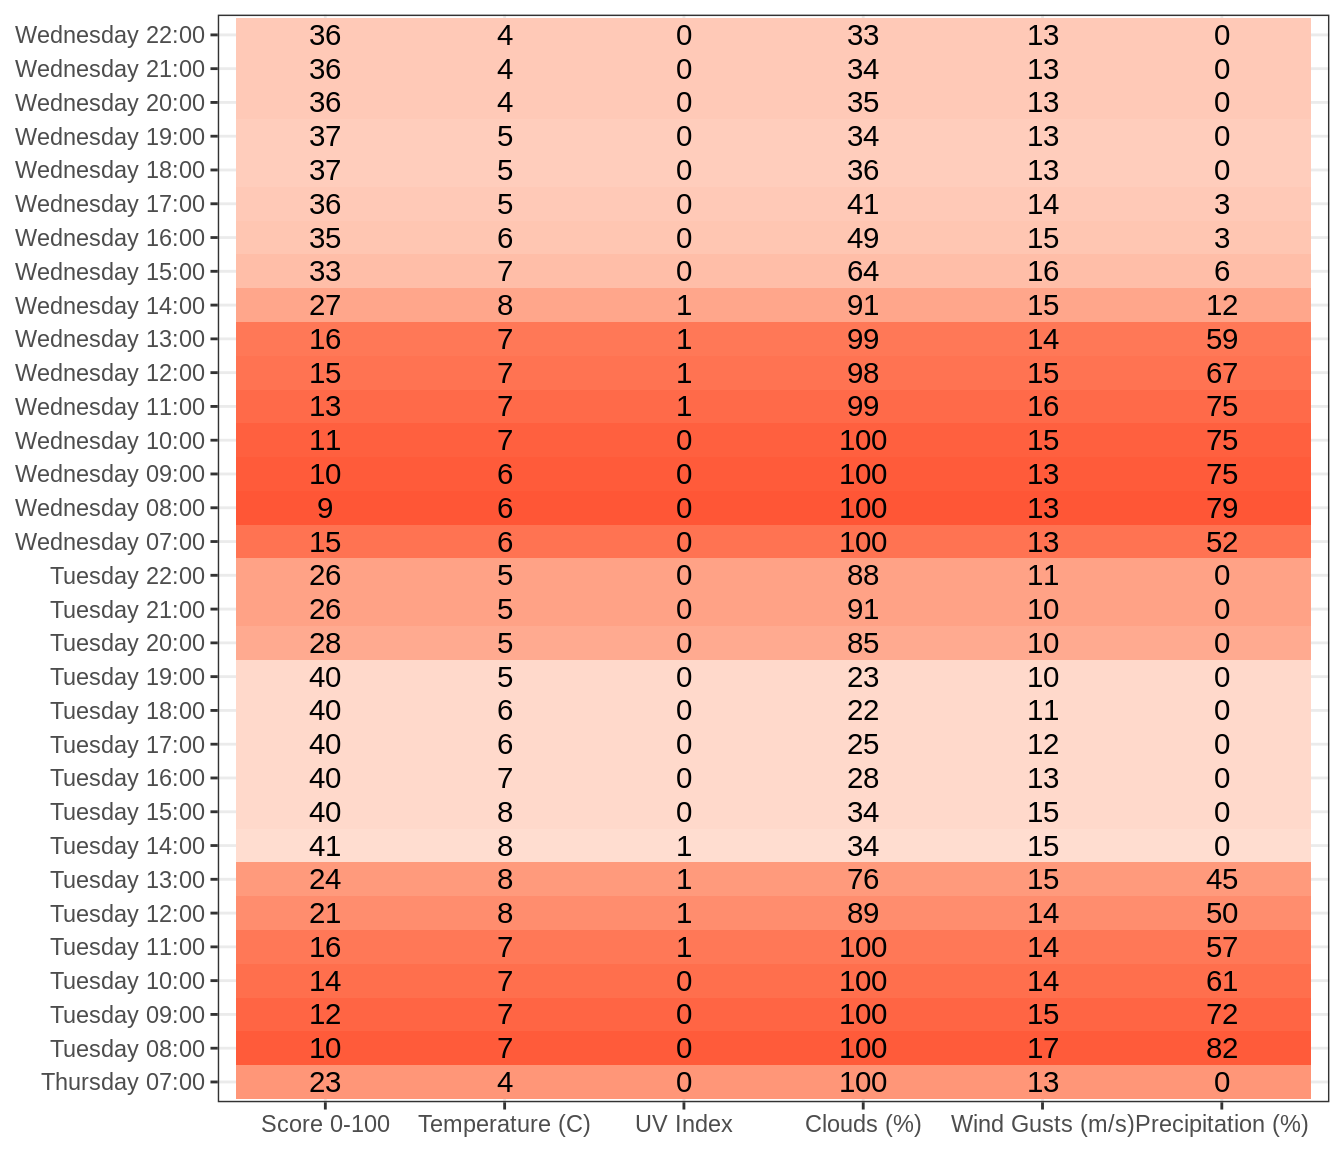 Wednesday 22:00 36 4 0 33 13 0
Wednesday 21:00 36 4 0 34 13 0
Wednesday 20:00 36 4 0 35 13 0
Wednesday 19:00 37 5 0 34 13 0
Wednesday 18:00 37 5 0 36 13 0
Wednesday 17:00 36 5 0 41 14 3
Wednesday 16:00 35 6 0 49 15 3
Wednesday 15:00 33 7 0 64 16 6
Wednesday 14:00 27 8 1 91 15 12
Wednesday 13:00 16 7 1 99 14 59
Wednesday 12:00 15 7 1 98 15 67
Wednesday 11:00 13 7 1 99 16 75
Wednesday 10:00 11 7 0 100 15 75
Wednesday 09:00 10 6 0 100 13 75
Wednesday 08:00 9 6 0 100 13 79
Wednesday 07:00 15 6 0 100 13 52
Tuesday 22:00 26 5 0 88 11 0
Tuesday 21:00 26 5 0 91 10 0
Tuesday 20:00 28 5 0 85 10 0
Tuesday 19:00 40 5 0 23 10 0
Tuesday 18:00 40 6 0 22 11 0
Tuesday 17:00 40 6 0 25 12 0
Tuesday 16:00 40 7 0 28 13 0
Tuesday 15:00 40 8 0 34 15 0
Tuesday 14:00 41 8 1 34 15 0
Tuesday 13:00 24 8 1 76 15 45
Tuesday 12:00 21 8 1 89 14 50
Tuesday 11:00 16 7 1 100 14 57
Tuesday 10:00 14 7 0 100 14 61
Tuesday 09:00 12 7 0 100 15 72
Tuesday 08:00 10 7 0 100 17 82
Thursday 07:00 23 4 0 100 13 0
Score 0-100 Temperature (C) UV Index Clouds (%) Wind Gusts (m/s) Precipitation (%)